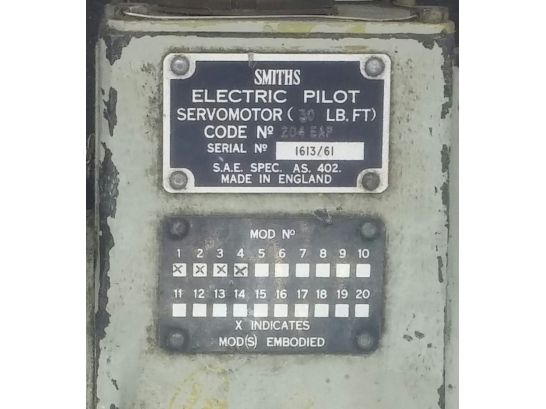 SMITHS
ELECTRIC PILOT
SERVOMOTOR (30 LB. FT)
CODE Nº 204 EAP
SERIAL Nº 1613/61
S.A.E. SPEC. AS. 402.
MADE IN ENGLAND
MOD Nº
1 2 3 4 5 6 7 8 9 10
X X X X
11 12 13 14 15 16 17 18 19 20
X INDICATES
MOD(S) EMBODIED